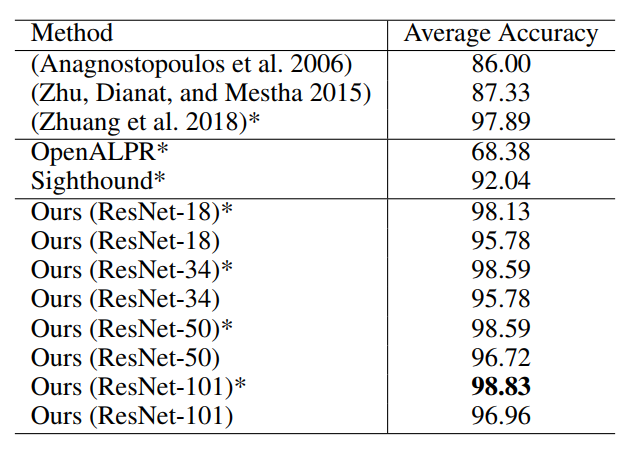 Method Average Accuracy
(Anagnostopoulos et al. 2006) 86.00
(Zhu, Dianat, and Mestha 2015) 87.33
(Zhuang et al. 2018)* 97.89
OpenALPR* 68.38
Sighthound* 92.04
Ours (ResNet-18)* 98.13
Ours (ResNet-18) 95.78
Ours (ResNet-34)* 98.59
Ours (ResNet-34) 95.78
Ours (ResNet-50)* 98.59
Ours (ResNet-50) 96.72
Ours (ResNet-101)* 98.83
Ours (ResNet-101) 96.96